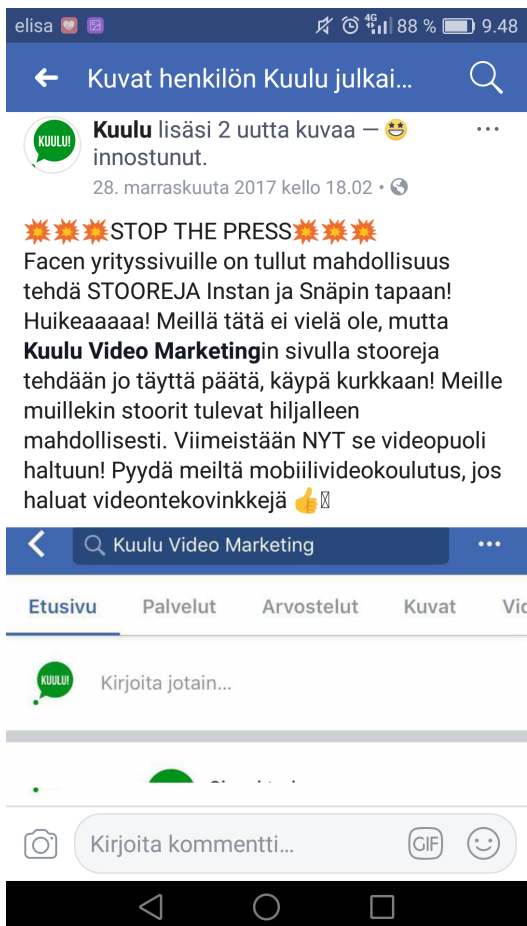 elisa 4G 88 % 9.48
Kuvat henkilön Kuulu julkai...
KUULU!
Kuulu lisäsi 2 uutta kuvaa — 🤩
innostunut.
28. marraskuuta 2017 kello 18.02 •
💥💥💥STOP THE PRESS💥💥💥
Facen yrityssivuille on tullut mahdollisuus
tehdä STOOREJA Instan ja Snäpin tapaan!
Huikeaaaaa! Meillä tätä ei vielä ole, mutta
Kuulu Video Marketingin sivulla stooreja
tehdään jo täyttä päätä, käypä kurkkaan! Meille
muillekin stoorit tulevat hiljalleen
mahdollisesti. Viimeistään NYT se videopuoli
haltuun! Pyydä meiltä mobiilivideokoulutus, jos
haluat videontekovinkkejä 👍
Kuulu Video Marketing
Etusivu Palvelut Arvostelut Kuvat Vid
KUULU!
Kirjoita jotain...
Kirjoita kommentti... GIF